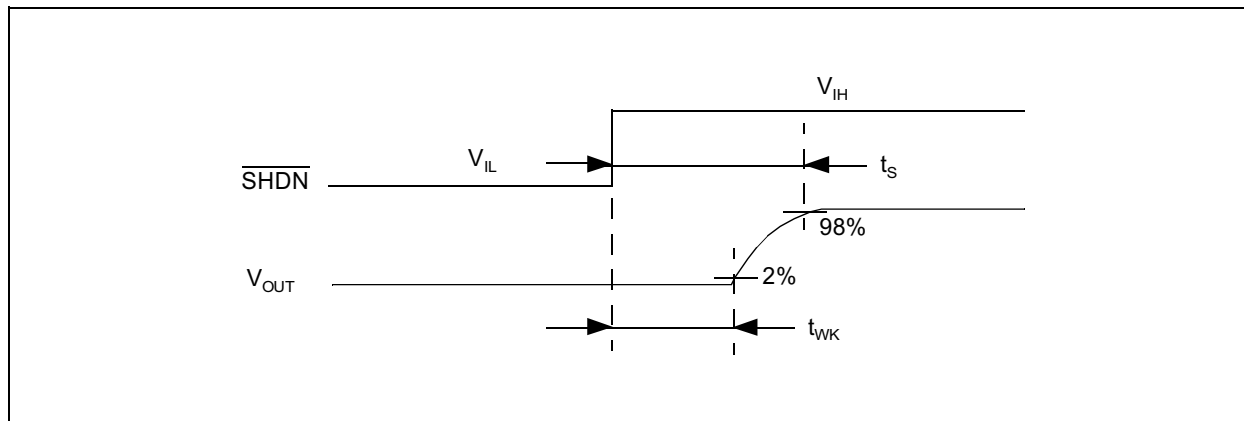 V_IH
V_IL
SHDN
t_S
98%
V_OUT
2%
t_WK